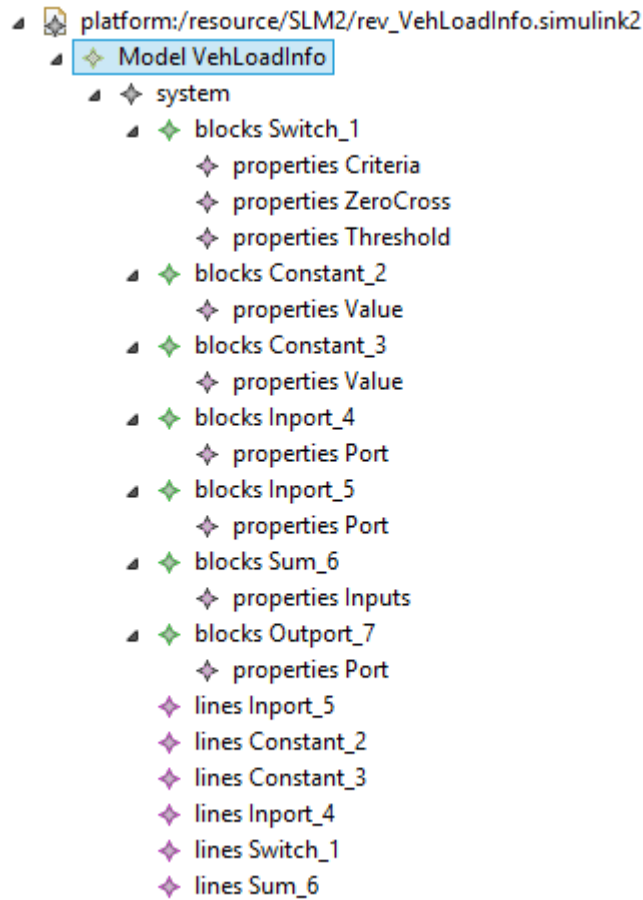 platform:/resource/SLM2/rev_VehLoadInfo.simulink2
Model VehLoadInfo
system
blocks Switch_1
properties Criteria
properties ZeroCross
properties Threshold
blocks Constant_2
properties Value
blocks Constant_3
properties Value
blocks Inport_4
properties Port
blocks Inport_5
properties Port
blocks Sum_6
properties Inputs
blocks Outport_7
properties Port
lines Inport_5
lines Constant_2
lines Constant_3
lines Inport_4
lines Switch_1
lines Sum_6